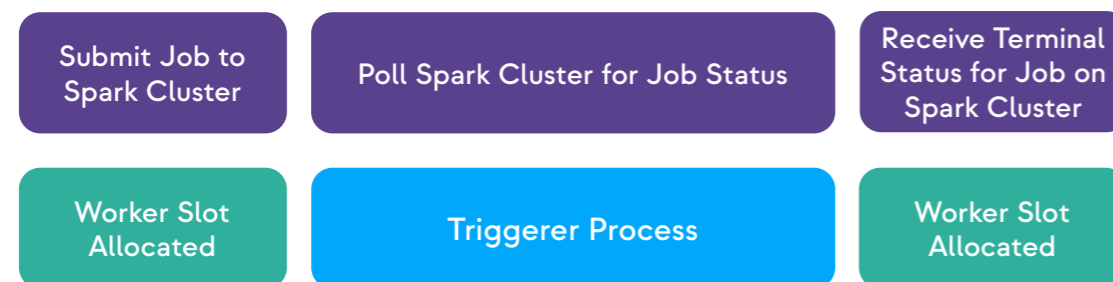 Submit Job to
Spark Cluster
Poll Spark Cluster for Job Status
Receive Terminal
Status for Job on
Spark Cluster
Worker Slot
Allocated
Triggerer Process
Worker Slot
Allocated